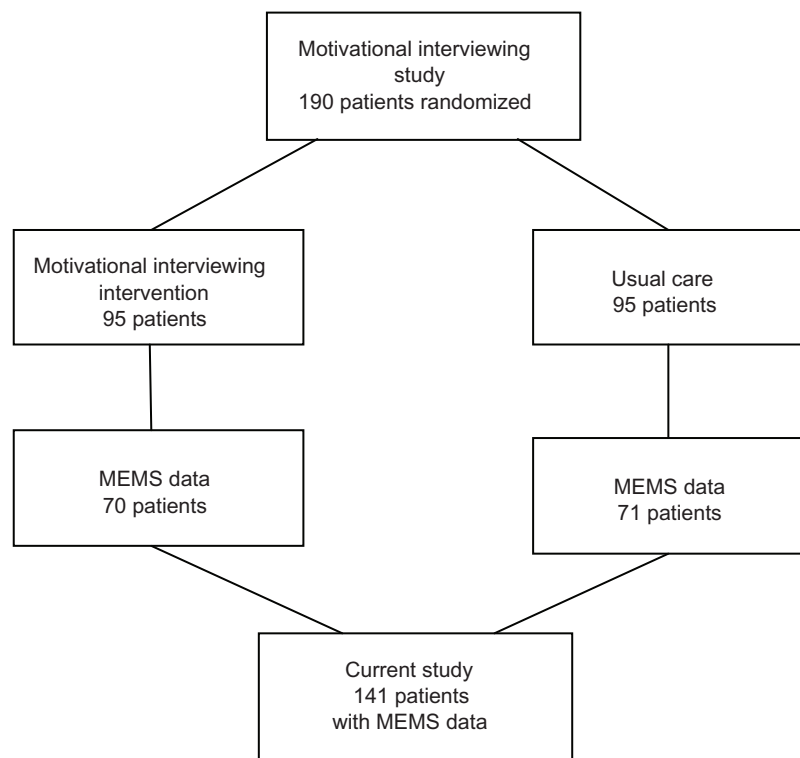 Motivational interviewing
study
190 patients randomized
Motivational interviewing
intervention
95 patients
Usual care
95 patients
MEMS data
70 patients
MEMS data
71 patients
Current study
141 patients
with MEMS data